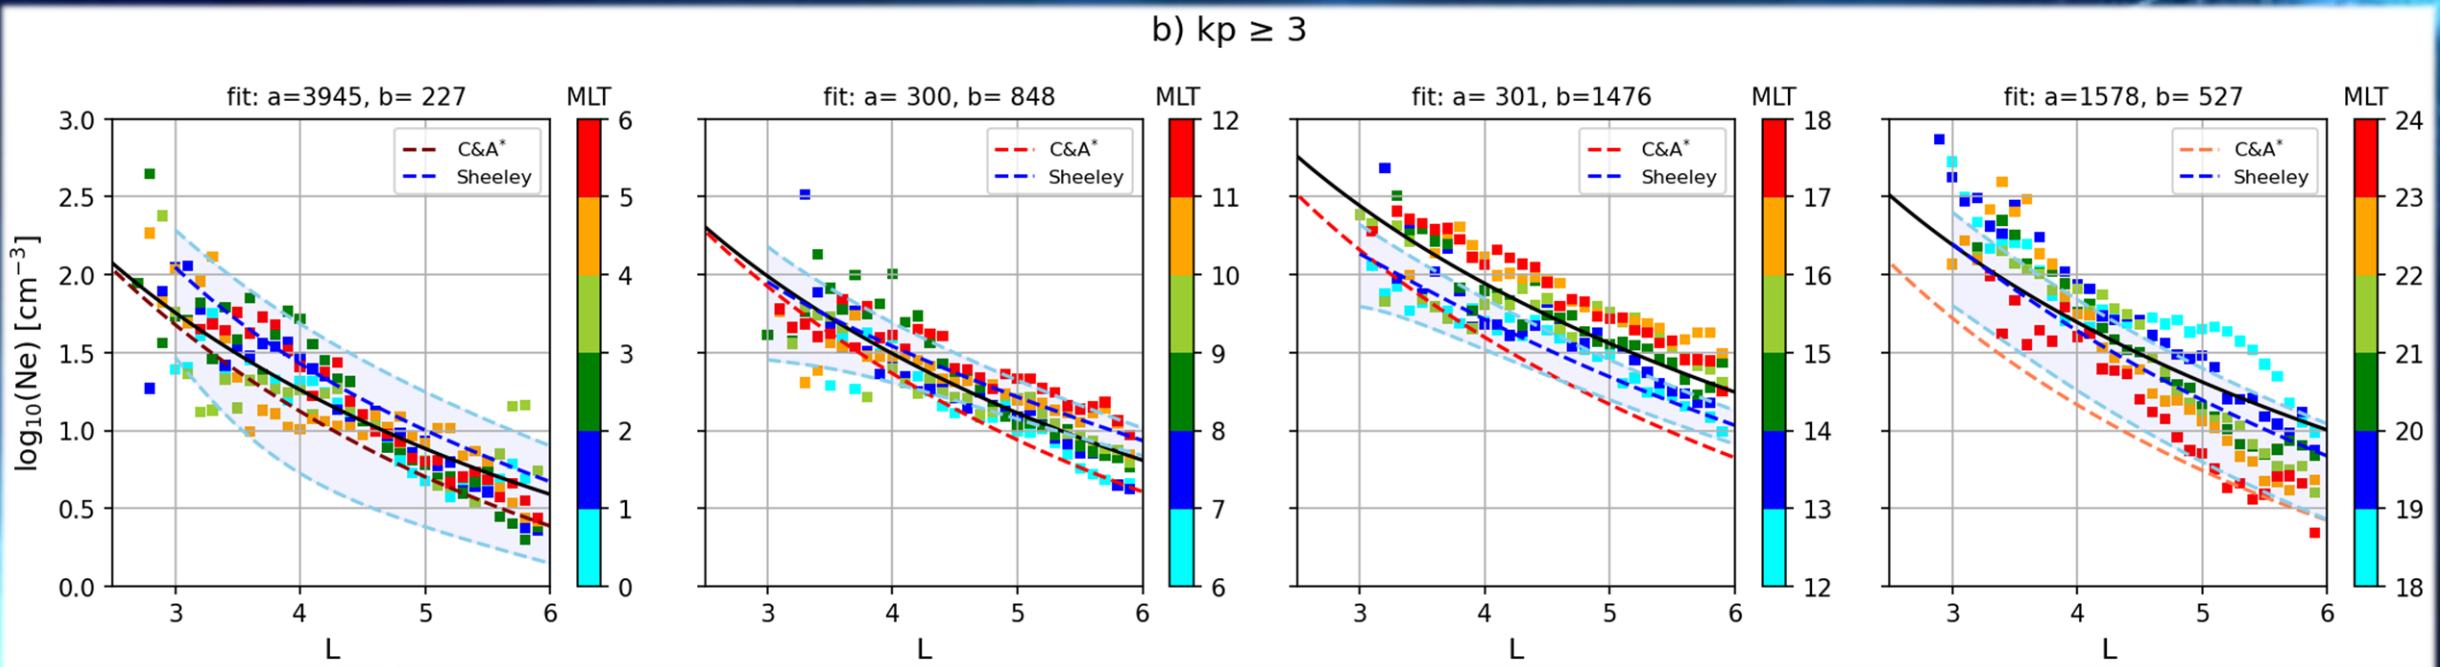 b) kp ≥ 3
fit: a=3945, b= 227
MLT
fit: a= 300, b= 848
MLT
fit: a= 301, b=1476
MLT
fit: a=1578, b= 527
MLT
log₁₀(Ne) [cm⁻³]
3.0
2.5
2.0
1.5
1.0
0.5
0.0
C&A*
Sheeley
3
4
5
6
L
6
5
4
3
2
1
0
C&A*
Sheeley
3
4
5
6
L
12
11
10
9
8
7
6
C&A*
Sheeley
3
4
5
6
L
18
17
16
15
14
13
12
C&A*
Sheeley
3
4
5
6
L
24
23
22
21
20
19
18